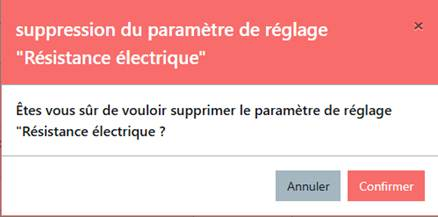 suppression du paramètre de réglage
"Résistance électrique"
×
Êtes vous sûr de vouloir supprimer le paramètre de réglage
"Résistance électrique ?
Annuler
Confirmer